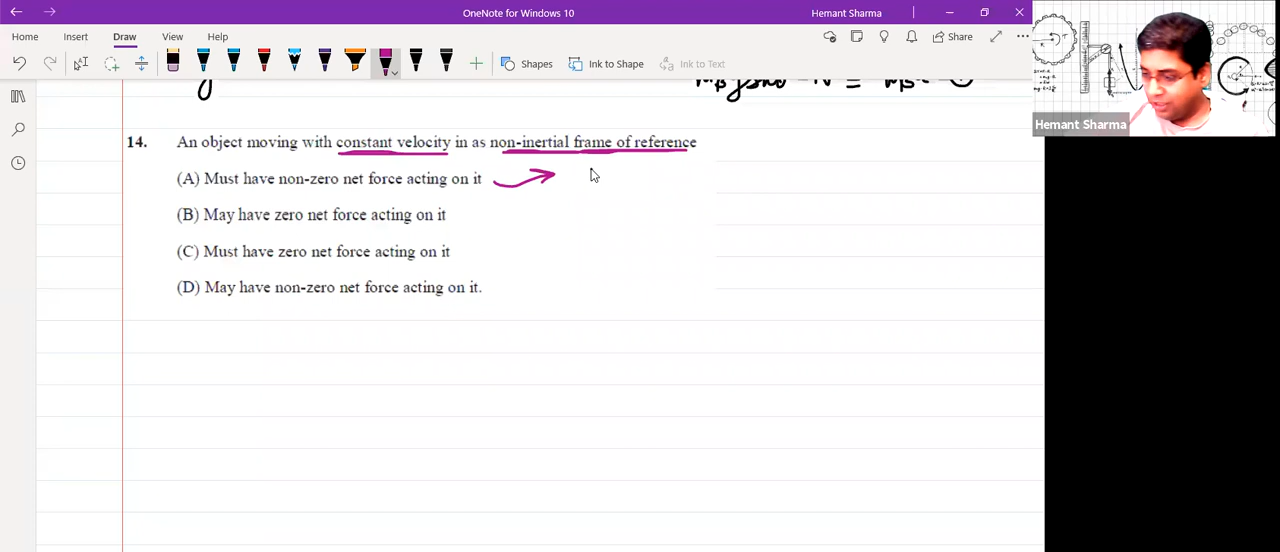 OneNote for Windows 10
Hemant Sharma
Home Insert Draw View Help
Share
Shapes
Ink to Shape
Ink to Text
Hemant Sharma
14. An object moving with constant velocity in as non-inertial frame of reference
(A) Must have non-zero net force acting on it
(B) May have zero net force acting on it
(C) Must have zero net force acting on it
(D) May have non-zero net force acting on it.